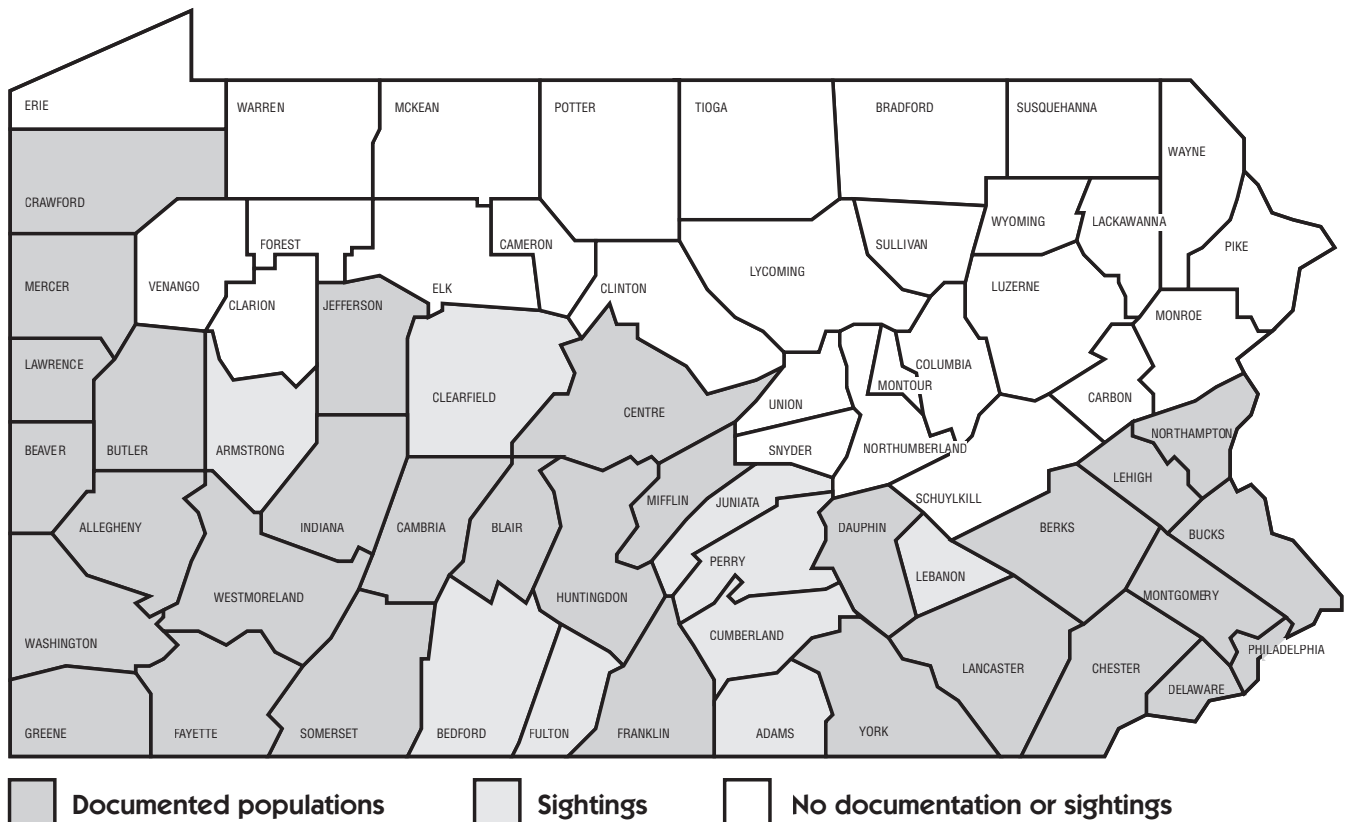 ERIE
WARREN
MCKEAN
POTTER
TIOGA
BRADFORD
SUSQUEHANNA
WAYNE
CRAWFORD
FOREST
CAMERON
SULLIVAN
WYOMING
LACKAWANNA
PIKE
MERCER
VENANGO
CLARION
JEFFERSON
ELK
CLINTON
LYCOMING
LUZERNE
MONROE
LAWRENCE
CLEARFIELD
CENTRE
UNION
MONTOUR
COLUMBIA
CARBON
BEAVER
BUTLER
ARMSTRONG
SNYDER
NORTHUMBERLAND
NORTHAMPTON
LEHIGH
ALLEGHENY
INDIANA
CAMBRIA
BLAIR
MIFFLIN
JUNIATA
DAUPHIN
SCHUYLKILL
BERKS
BUCKS
PERRY
LEBANON
WESTMORELAND
HUNTINGDON
MONTGOMERY
WASHINGTON
CUMBERLAND
LANCASTER
CHESTER
PHILADELPHIA
DELAWARE
GREENE
FAYETTE
SOMERSET
BEDFORD
FULTON
FRANKLIN
ADAMS
YORK
Documented populations
Sightings
No documentation or sightings